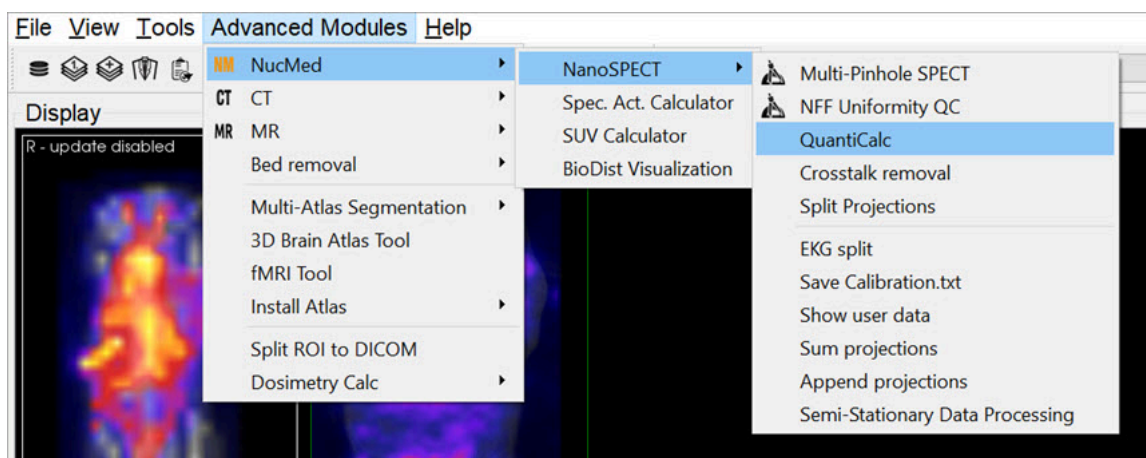 File View Tools Advanced Modules Help
Display
R - update disabled
NM NucMed
CT CT
MR MR
Bed removal
Multi-Atlas Segmentation
3D Brain Atlas Tool
fMRI Tool
Install Atlas
Split ROI to DICOM
Dosimetry Calc
NanoSPECT
Spec. Act. Calculator
SUV Calculator
BioDist Visualization
Multi-Pinhole SPECT
NFF Uniformity QC
QuantiCalc
Crosstalk removal
Split Projections
EKG split
Save Calibration.txt
Show user data
Sum projections
Append projections
Semi-Stationary Data Processing